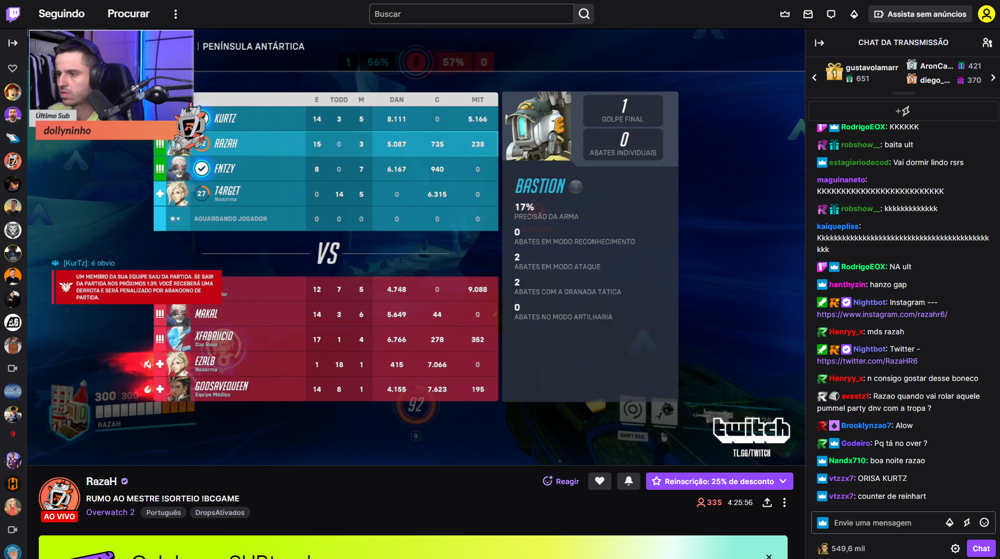 Seguindo
Procurar
Buscar
Assista sem anúncios
PENÍNSULA ANTÁRTICA
1 56% B 57% 0
Último Sub
dollyninho
E TODO M DAN C MIT
KURTZ 14 3 5 8.111 0 5.166
RAZAH 15 0 3 5.087 735 238
FNTZY 8 0 7 6.167 940 0
27 T4RGET 0 14 5 0 6.315 0
Neoarma
AGUARDANDO JOGADOR 0 0 0 0 0 0
VS
[KurTz]: é obvio
UM MEMBRO DA SUA EQUIPE SAIU DA PARTIDA. SE SAIR
DA PARTIDA NOS PRÓXIMOS 1:39, VOCÊ RECEBERÁ UMA
DERROTA E SERÁ PENALIZADO POR ABANDONO DE
PARTIDA.
12 7 5 4.748 0 9.088
MAKAL 14 3 6 5.649 44 0
XFABRIICIO 17 1 4 6.766 278 352
Das Ruas
EZALB 1 18 1 415 7.066 0
Neoarma
GODSAVEQUEEN 14 8 1 4.155 7.623 195
Equipe Médica
300 | 300
RAZAH
92
Q
SHIFT ESQ.
1
GOLPE FINAL
0
ABATES INDIVIDUAIS
BASTION
17%
PRECISÃO DA ARMA
0
ABATES EM MODO RECONHECIMENTO
2
ABATES EM MODO ATAQUE
2
ABATES COM A GRANADA TÁTICA
0
ABATES NO MODO ARTILHARIA
twitch
TL.GG/TWITCH
RazaH
RUMO AO MESTRE !SORTEIO !BCGAME
Overwatch 2 Português DropsAtivados
AO VIVO
Reagir
Reinscrição: 25% de desconto
335 4:25:56
CHAT DA TRANSMISSÃO
1 gustavolamarr
651
2 AronCa... 421
3 diego_... 370
RodrigoEOX: KKKKKK
robshow__: baita ult
estagiariodecod: Vai dormir lindo rsrs
maguinaneto:
KKKKKKKKKKKKKKKKKKKKKKKKKK
robshow__: kkkkkkkkkkkkk
kaiquepliss:
Kkkkkkkkkkkkkkkkkkkkkkkkkkkkkkkkkkkkkkkkkk
kkk
RodrigoEOX: NA ult
hanthyzin: hanzo gap
Nightbot: Instagram ---
https://www.instagram.com/razahr6/
Henryy_x: mds razah
Nightbot: Twitter -
https://twitter.com/RazaHR6
Henryy_x: n consigo gostar desse boneco
avastz1: Razao quando vai rolar aquele
pummel party dnv com a tropa ?
Brooklynzao7: Alow
Godeiro: Pq tá no over ?
Nandx710: boa noite razao
vtzzx7: ORISA KURTZ
vtzzx7: counter de reinhart
Envie uma mensagem
549,6 mil
Chat